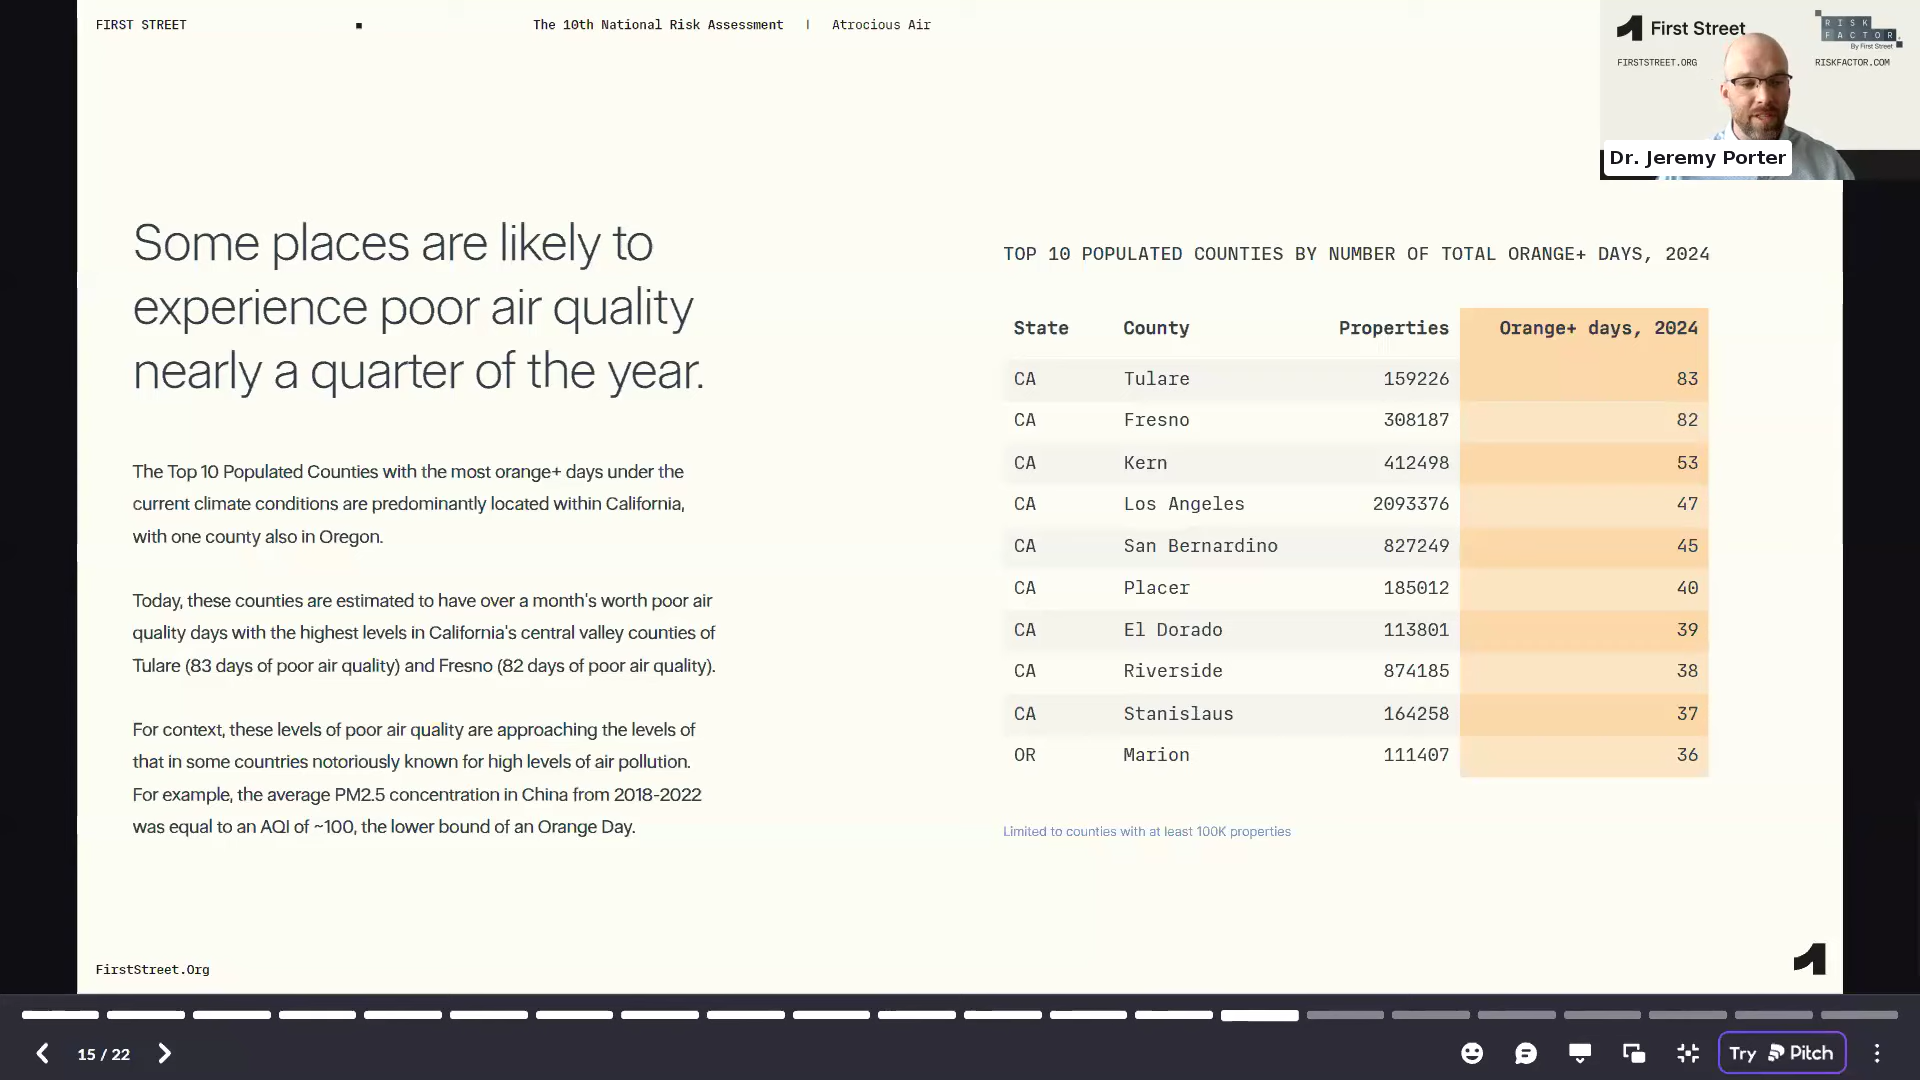 FIRST STREET
The 10th National Risk Assessment | Atrocious Air
First Street
FIRSTSTREET.ORG
RISK
FACTOR
By First Street
RISKFACTOR.COM
Dr. Jeremy Porter
Some places are likely to
experience poor air quality
nearly a quarter of the year.
The Top 10 Populated Counties with the most orange+ days under the
current climate conditions are predominantly located within California,
with one county also in Oregon.
Today, these counties are estimated to have over a month's worth poor air
quality days with the highest levels in California's central valley counties of
Tulare (83 days of poor air quality) and Fresno (82 days of poor air quality).
For context, these levels of poor air quality are approaching the levels of
that in some countries notoriously known for high levels of air pollution.
For example, the average PM2.5 concentration in China from 2018-2022
was equal to an AQI of ~100, the lower bound of an Orange Day.
TOP 10 POPULATED COUNTIES BY NUMBER OF TOTAL ORANGE+ DAYS, 2024
State County Properties Orange+ days, 2024
CA Tulare 159226 83
CA Fresno 308187 82
CA Kern 412498 53
CA Los Angeles 2093376 47
CA San Bernardino 827249 45
CA Placer 185012 40
CA El Dorado 113801 39
CA Riverside 874185 38
CA Stanislaus 164258 37
OR Marion 111407 36
Limited to counties with at least 100K properties
FirstStreet.Org
15 / 22
Try Pitch